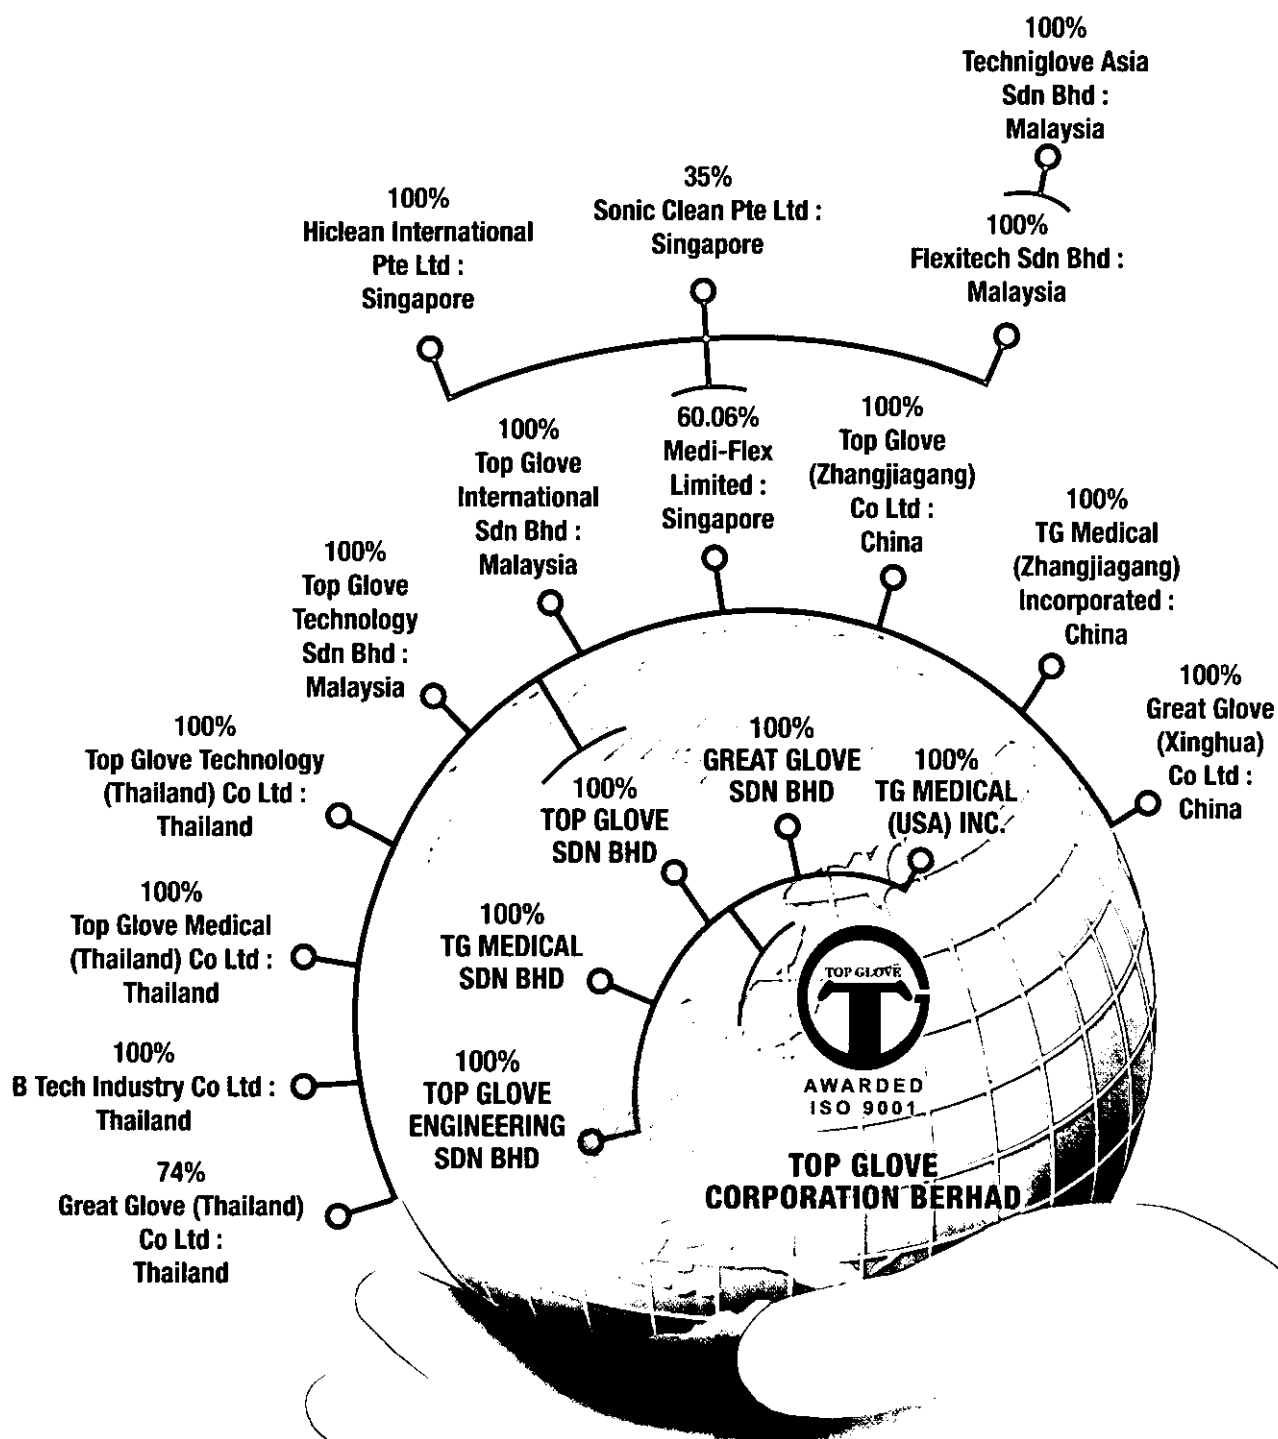 100%
Techniglove Asia
Sdn Bhd :
Malaysia
100%
Hiclean International
Pte Ltd :
Singapore
35%
Sonic Clean Pte Ltd :
Singapore
100%
Flexitech Sdn Bhd :
Malaysia
100%
Top Glove
International
Sdn Bhd :
Malaysia
60.06%
Medi-Flex
Limited :
Singapore
100%
Top Glove
(Zhangjiagang)
Co Ltd :
China
100%
TG Medical
(Zhangjiagang)
Incorporated :
China
100%
Top Glove
Technology
Sdn Bhd :
Malaysia
100%
Great Glove
(Xinghua)
Co Ltd :
China
100%
Top Glove Technology
(Thailand) Co Ltd :
Thailand
100%
TOP GLOVE
SDN BHD
100%
GREAT GLOVE
SDN BHD
100%
TG MEDICAL
(USA) INC.
100%
Top Glove Medical
(Thailand) Co Ltd :
Thailand
100%
TG MEDICAL
SDN BHD
TOP GLOVE
AWARDED
ISO 9001
100%
B Tech Industry Co Ltd :
Thailand
100%
TOP GLOVE
ENGINEERING
SDN BHD
TOP GLOVE
CORPORATION BERHAD
74%
Great Glove (Thailand)
Co Ltd :
Thailand